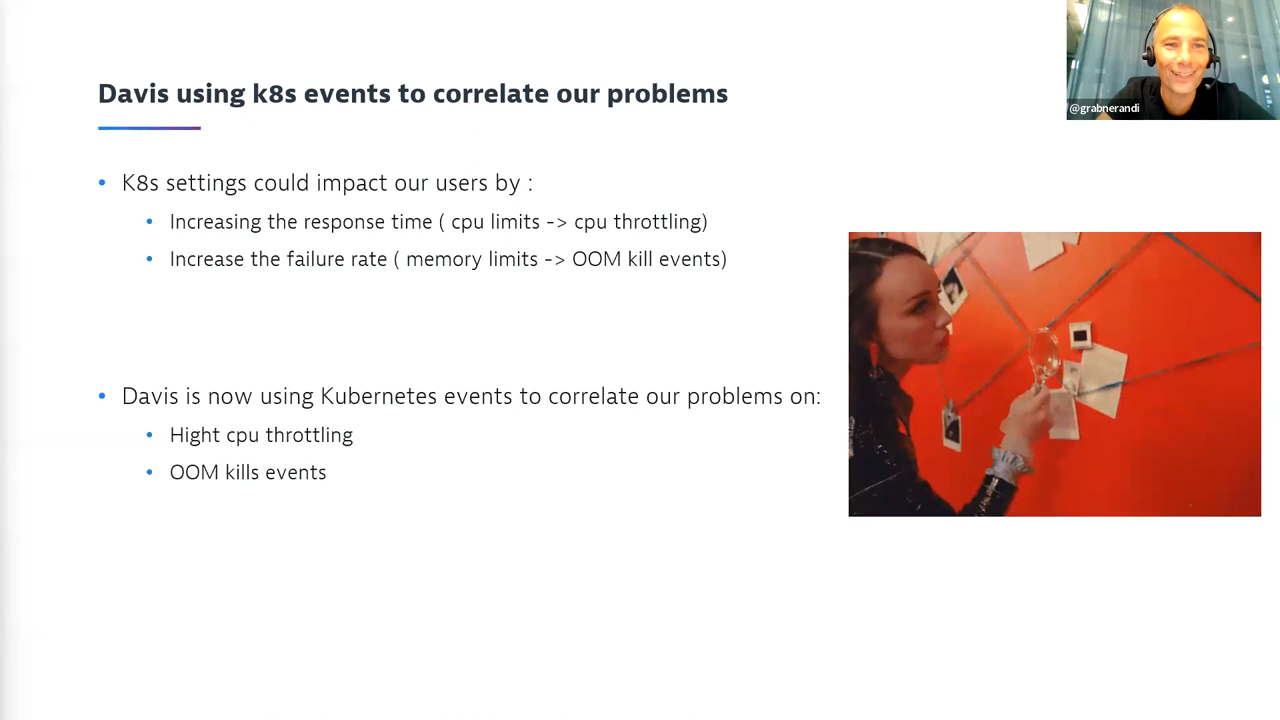 Davis using k8s events to correlate our problems
@grabnerandi
• K8s settings could impact our users by :
• Increasing the response time ( cpu limits -> cpu throttling)
• Increase the failure rate ( memory limits -> OOM kill events)
• Davis is now using Kubernetes events to correlate our problems on:
• Hight cpu throttling
• OOM kills events